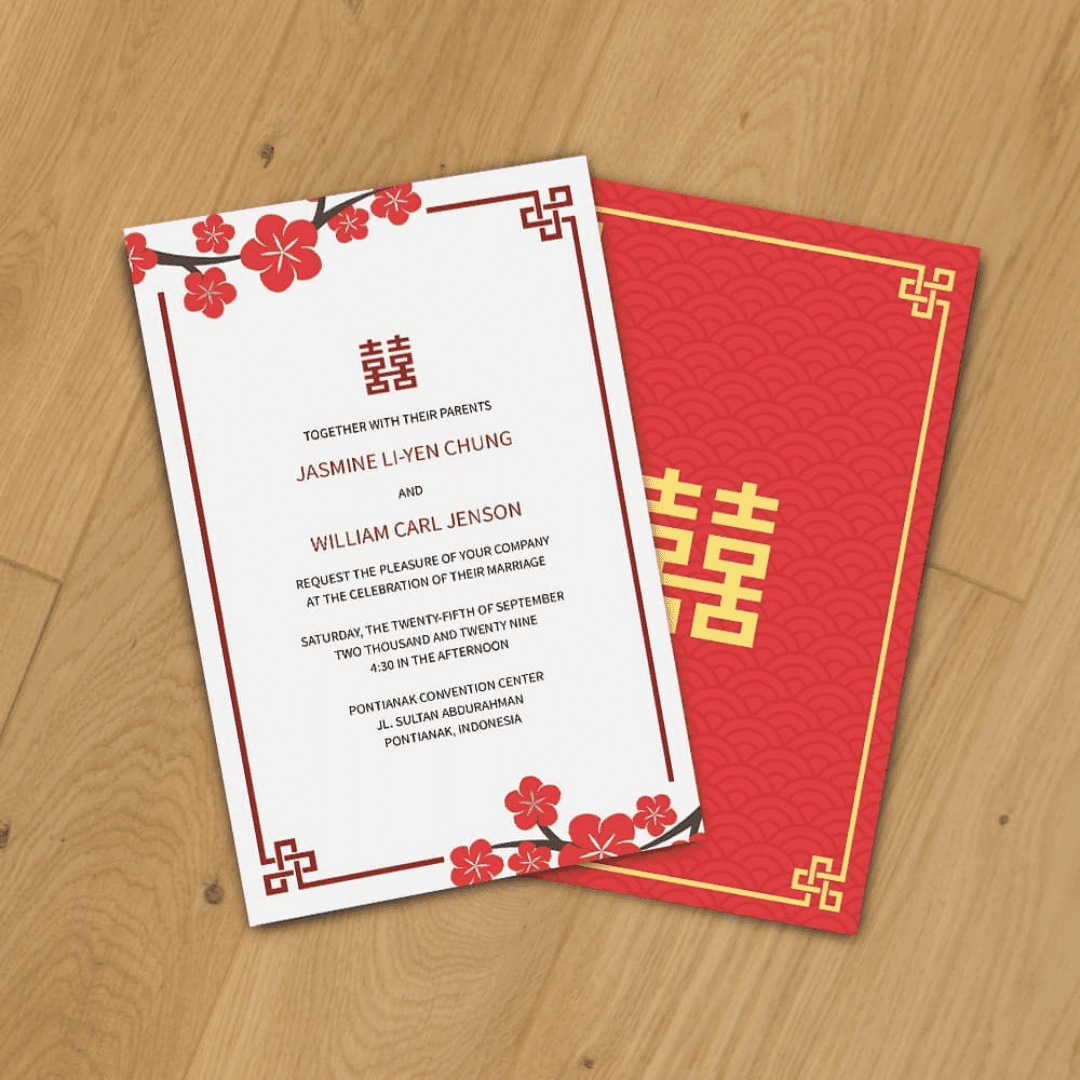 囍
TOGETHER WITH THEIR PARENTS
JASMINE LI-YEN CHUNG
AND
WILLIAM CARL JENSON
REQUEST THE PLEASURE OF YOUR COMPANY
AT THE CELEBRATION OF THEIR MARRIAGE
SATURDAY, THE TWENTY-FIFTH OF SEPTEMBER
TWO THOUSAND AND TWENTY NINE
4:30 IN THE AFTERNOON
PONTIANAK CONVENTION CENTER
JL. SULTAN ABDURAHMAN
PONTIANAK, INDONESIA
囍